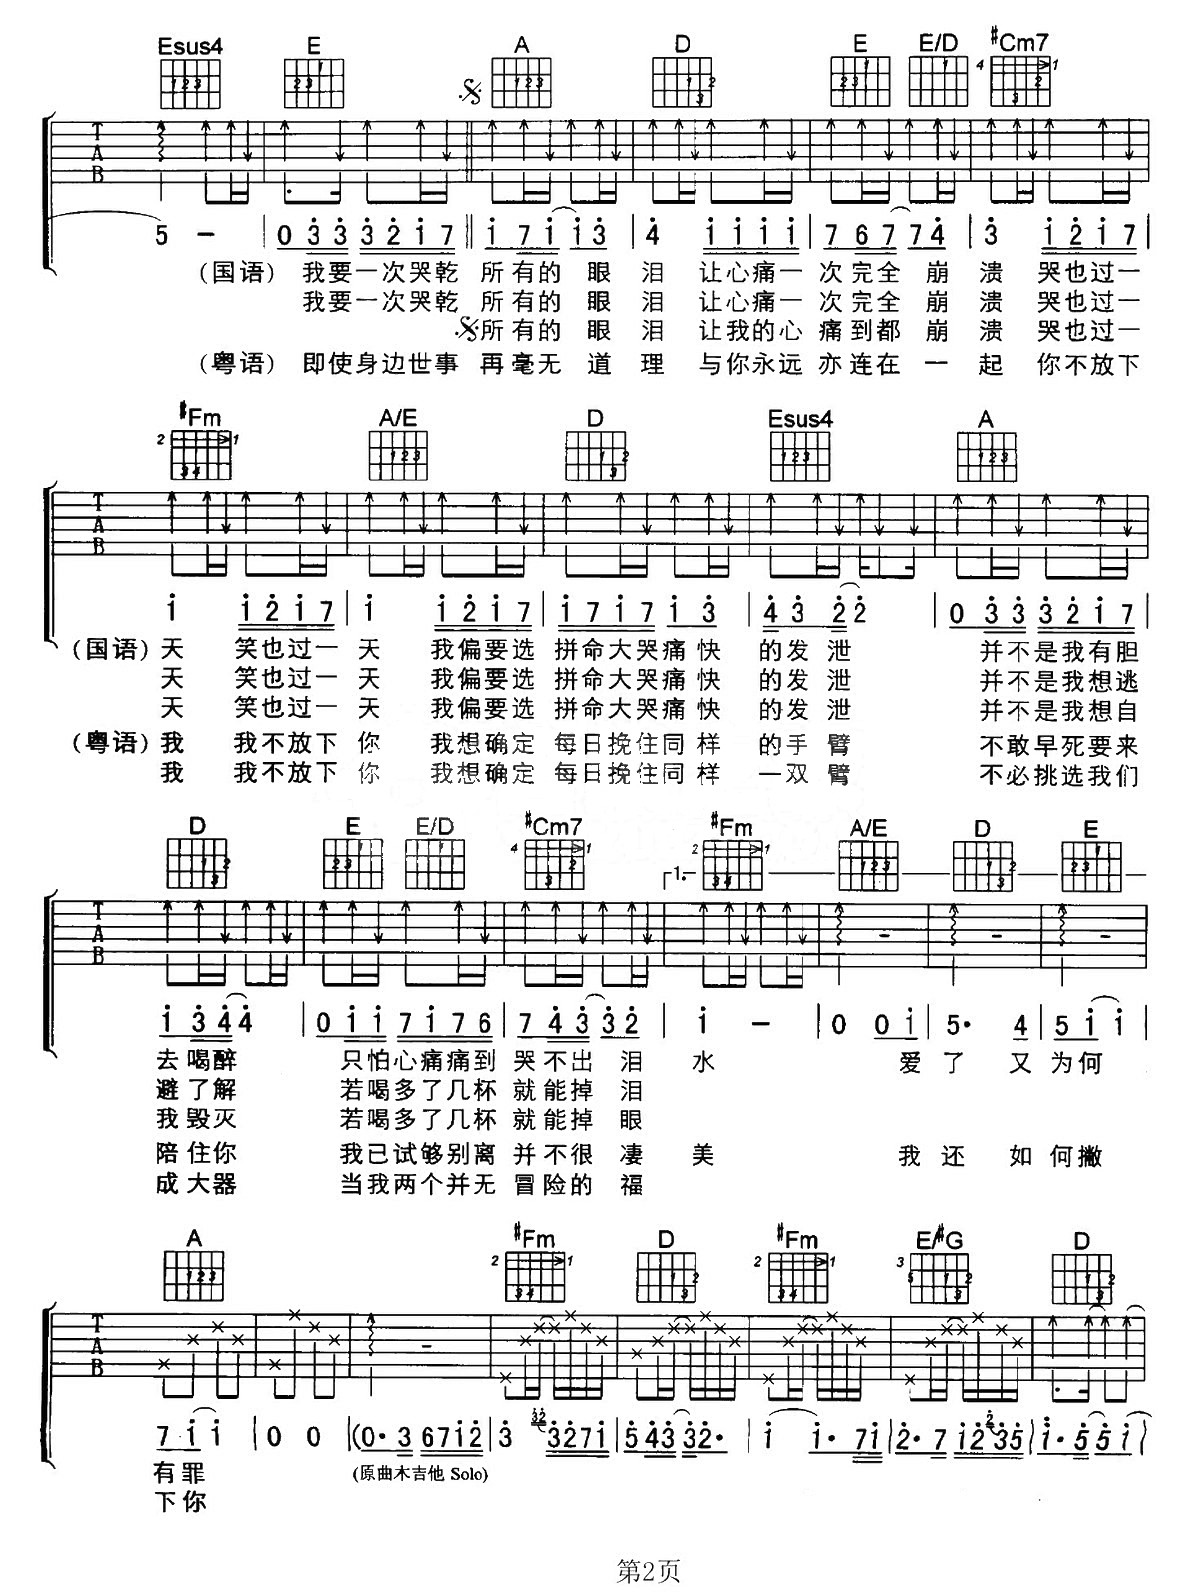 Esus4 E A D E E/D #Cm7
T A B
5 – | 0 3 3 3 2 1 7 || 1 7 1 1 3 | 4 1 1 1 1 | 7 6 7 7 4 | 3 1 2 1 7 |
(国语) 我要一次哭乾 所有的 眼 泪 让心痛一 次完全 崩 溃 哭也过一
我要一次哭乾 所有的 眼 泪 让心痛一 次完全 崩 溃 哭也过一
所有的 眼 泪 让我的心 痛到都 崩 溃 哭也过一
(粤语) 即使身边世事 再毫无 道 理 与你永远 亦连在 一 起 你不放下
#Fm A/E D Esus4 A
T A B
1 1 2 1 7 | 1 1 2 1 7 | 1 7 1 7 1 3 | 4 3 2 2 | 0 3 3 3 2 1 7 |
(国语) 天 笑也过一 天 我偏要选 拼命大哭痛 快 的发 泄 并不是我有胆
天 笑也过一 天 我偏要选 拼命大哭痛 快 的发 泄 并不是我想逃
天 笑也过一 天 我偏要选 拼命大哭痛 快 的发 泄 并不是我想自
(粤语) 我 我不放下 你 我想确定 每日挽住同 样 的手 臂 不敢早死要来
我 我不放下 你 我想确定 每日挽住同 样 一双 臂 不必挑选我们
D E E/D #Cm7 #Fm A/E D E
1.
T A B
1 3 4 4 | 0 1 1 7 1 7 6 | 7 4 3 3 2 | 1 – | 0 0 1 | 5· 4 | 5 1 1 |
去喝醉 只怕心痛痛到 哭不出 泪 水 爱 了 又 为何
避了解 若喝多了几杯 就能掉 泪
我毁灭 若喝多了几杯 就能掉 眼
陪住你 我已试够别离 并不很 凄 美 我 还 如 何撇
成大器 当我两个并无 冒险的 福
A #Fm D #Fm E/#G D
T A B
7 1 1 | 0 0 | (0· 3 6 7 1 2 | 3 32 3 2 7 1 | 5 4 3 3 2· | 1 1· 7 1 | 2· 7 1 2 2 3 5 | 1· 5 5 1 |
有罪 (原曲木吉他 Solo)
下你
第2页